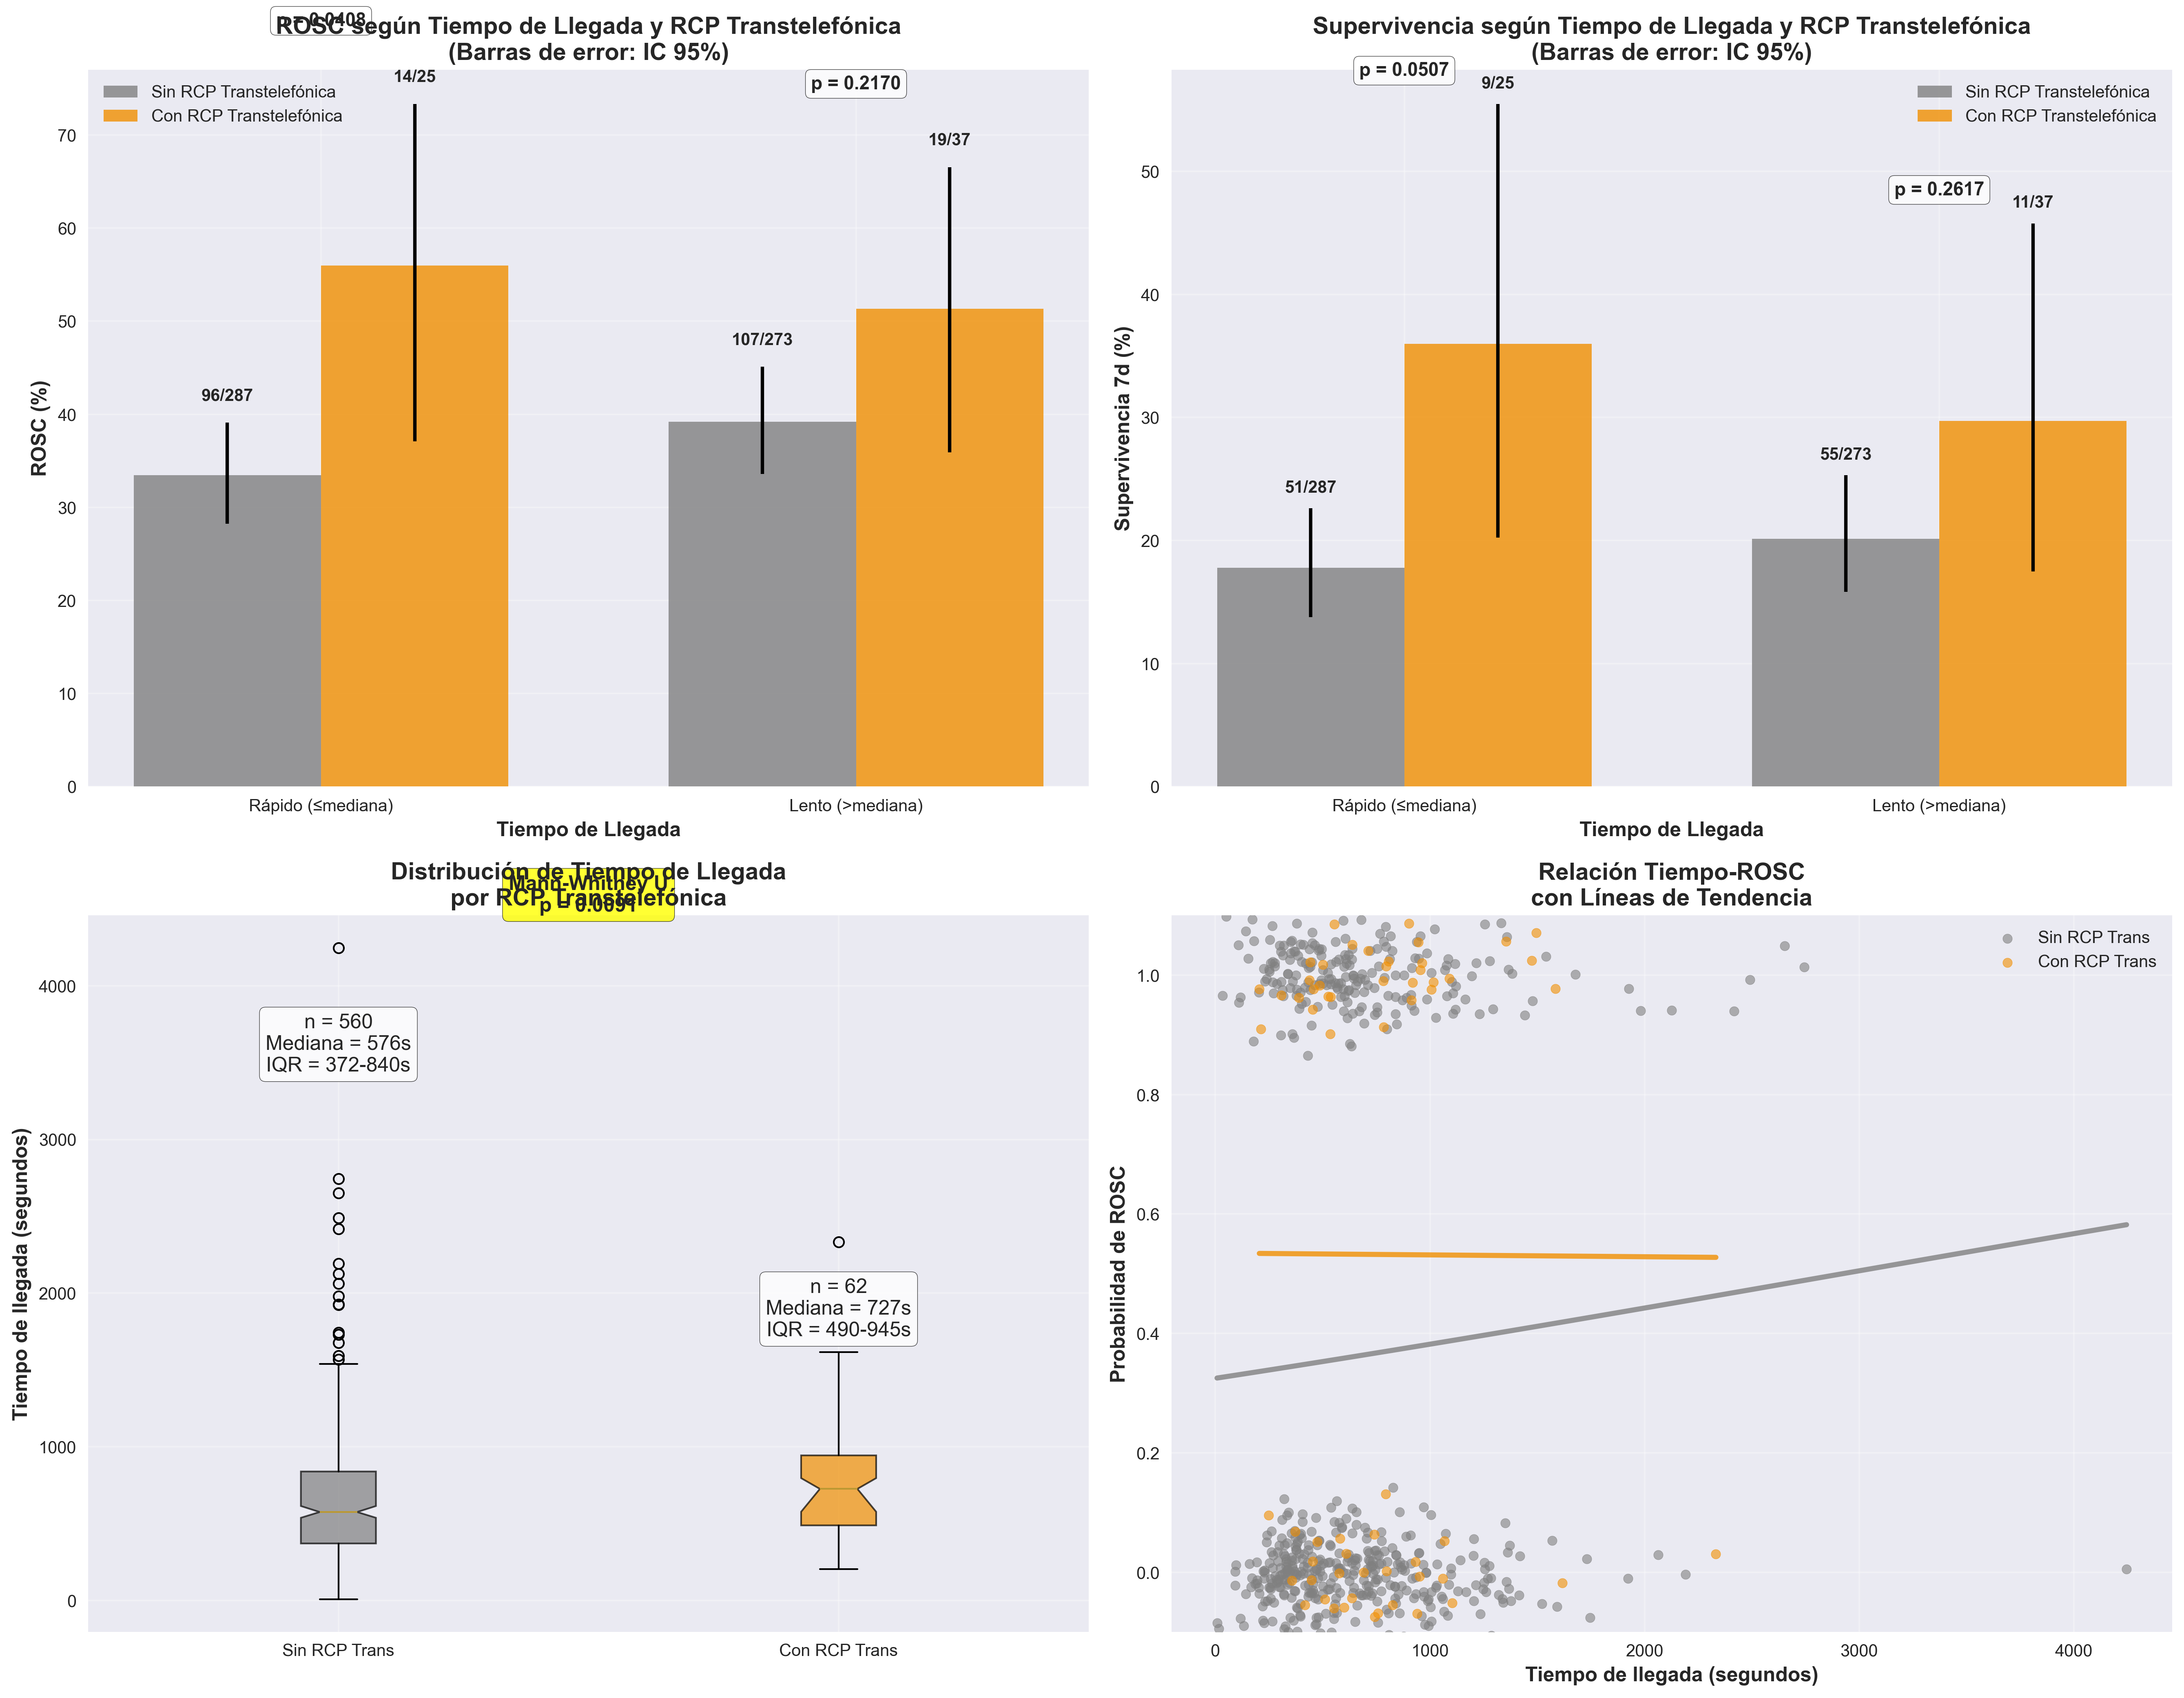 p = 0.0408
ROSC según Tiempo de Llegada y RCP Transtelefónica
(Barras de error: IC 95%)
Sin RCP Transtelefónica
Con RCP Transtelefónica
14/25
p = 0.2170
19/37
107/273
96/287
ROSC (%)
70
60
50
40
30
20
10
0
Rápido (≤mediana)
Lento (>mediana)
Tiempo de Llegada
Supervivencia según Tiempo de Llegada y RCP Transtelefónica
(Barras de error: IC 95%)
p = 0.0507
9/25
Sin RCP Transtelefónica
Con RCP Transtelefónica
p = 0.2617
11/37
55/273
51/287
Supervivencia 7d (%)
50
40
30
20
10
0
Rápido (≤mediana)
Lento (>mediana)
Tiempo de Llegada
Distribución de Tiempo de Llegada
por RCP Transtelefónica
Mann-Whitney U
p = 0.0091
n = 560
Mediana = 576s
IQR = 372-840s
n = 62
Mediana = 727s
IQR = 490-945s
Tiempo de llegada (segundos)
4000
3000
2000
1000
0
Sin RCP Trans
Con RCP Trans
Relación Tiempo-ROSC
con Líneas de Tendencia
Sin RCP Trans
Con RCP Trans
Probabilidad de ROSC
1.0
0.8
0.6
0.4
0.2
0.0
0
1000
2000
3000
4000
Tiempo de llegada (segundos)